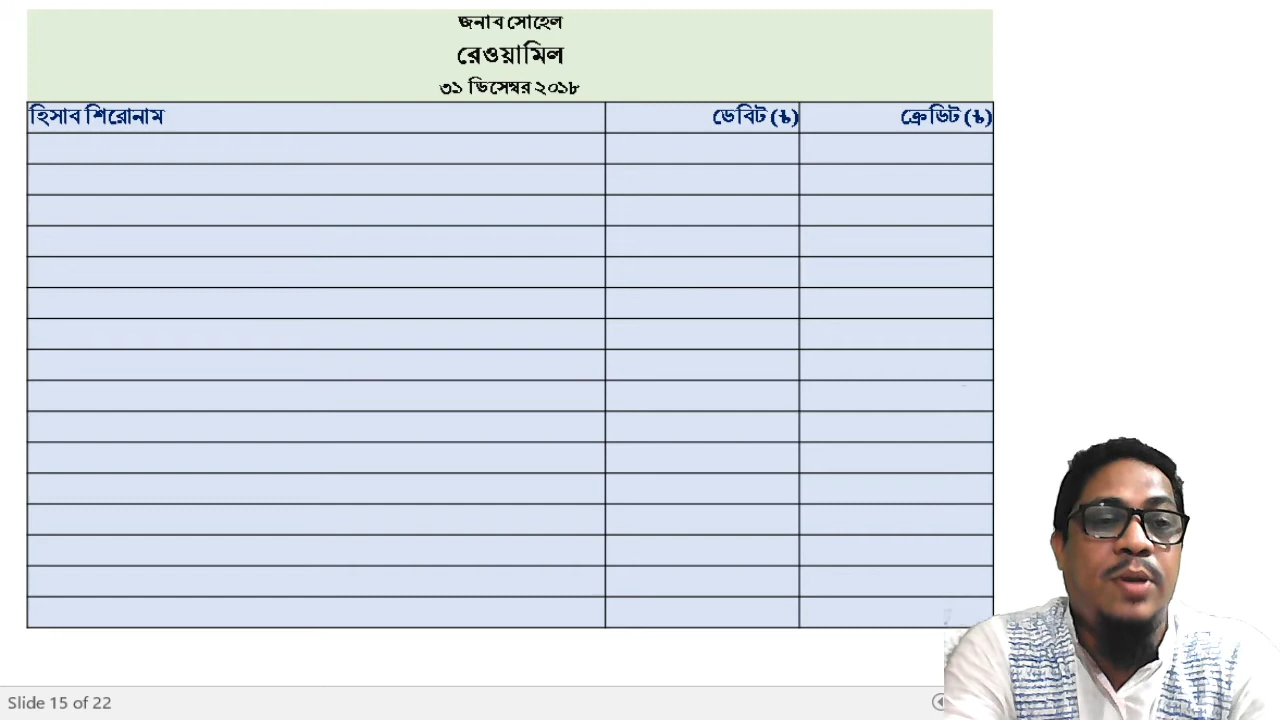 জনাব সোহেল
রেওয়ামিল
৩১ ডিসেম্বর ২০১৮
হিসাব শিরোনাম ডেবিট (৳) ক্রেডিট (৳)
Slide 15 of 22